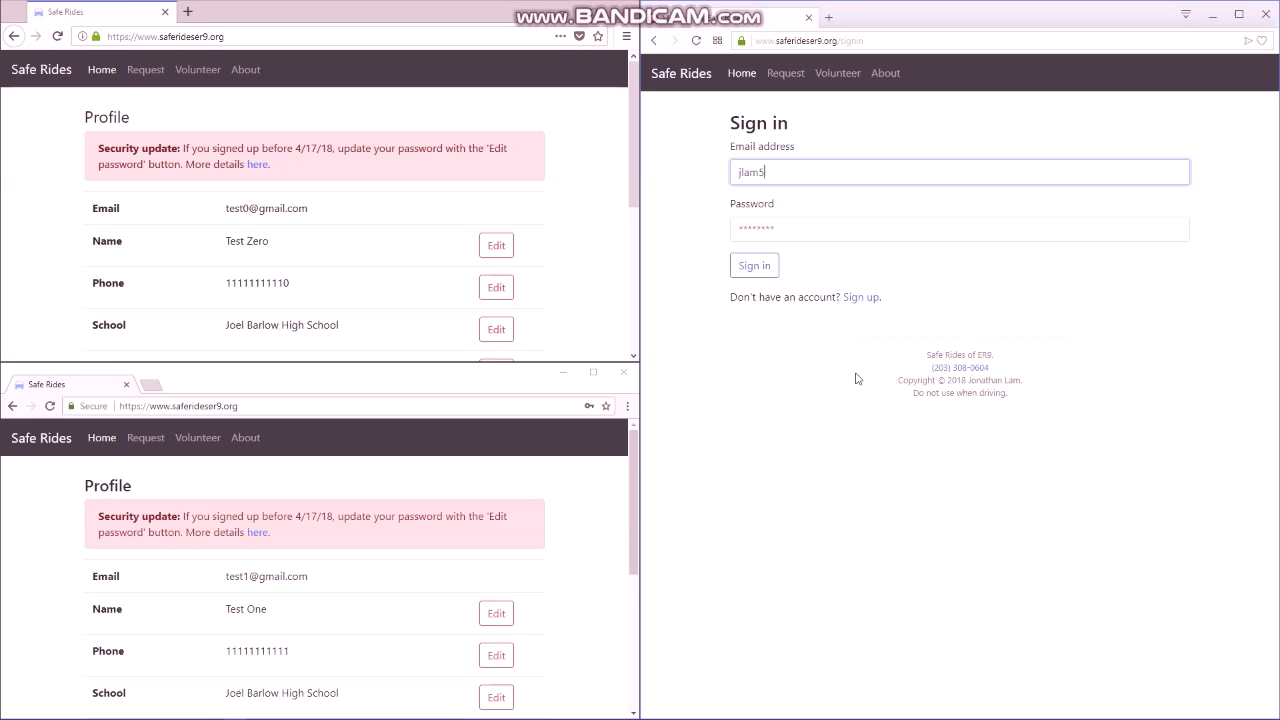 www.BANDICAM.com
Safe Rides
https://www.saferideser9.org
Safe Rides Home Request Volunteer About
Profile
Security update: If you signed up before 4/17/18, update your password with the 'Edit
password' button. More details here.
Email test0@gmail.com
Name Test Zero Edit
Phone 11111111110 Edit
School Joel Barlow High School Edit
Safe Rides
Secure https://www.saferideser9.org
Safe Rides Home Request Volunteer About
Profile
Security update: If you signed up before 4/17/18, update your password with the 'Edit
password' button. More details here.
Email test1@gmail.com
Name Test One Edit
Phone 11111111111 Edit
School Joel Barlow High School Edit
www.saferideser9.org/signin
Safe Rides Home Request Volunteer About
Sign in
Email address
jlam5
Password
********
Sign in
Don't have an account? Sign up.
Safe Rides of ER9.
(203) 308-0604
Copyright © 2018 Jonathan Lam.
Do not use when driving.